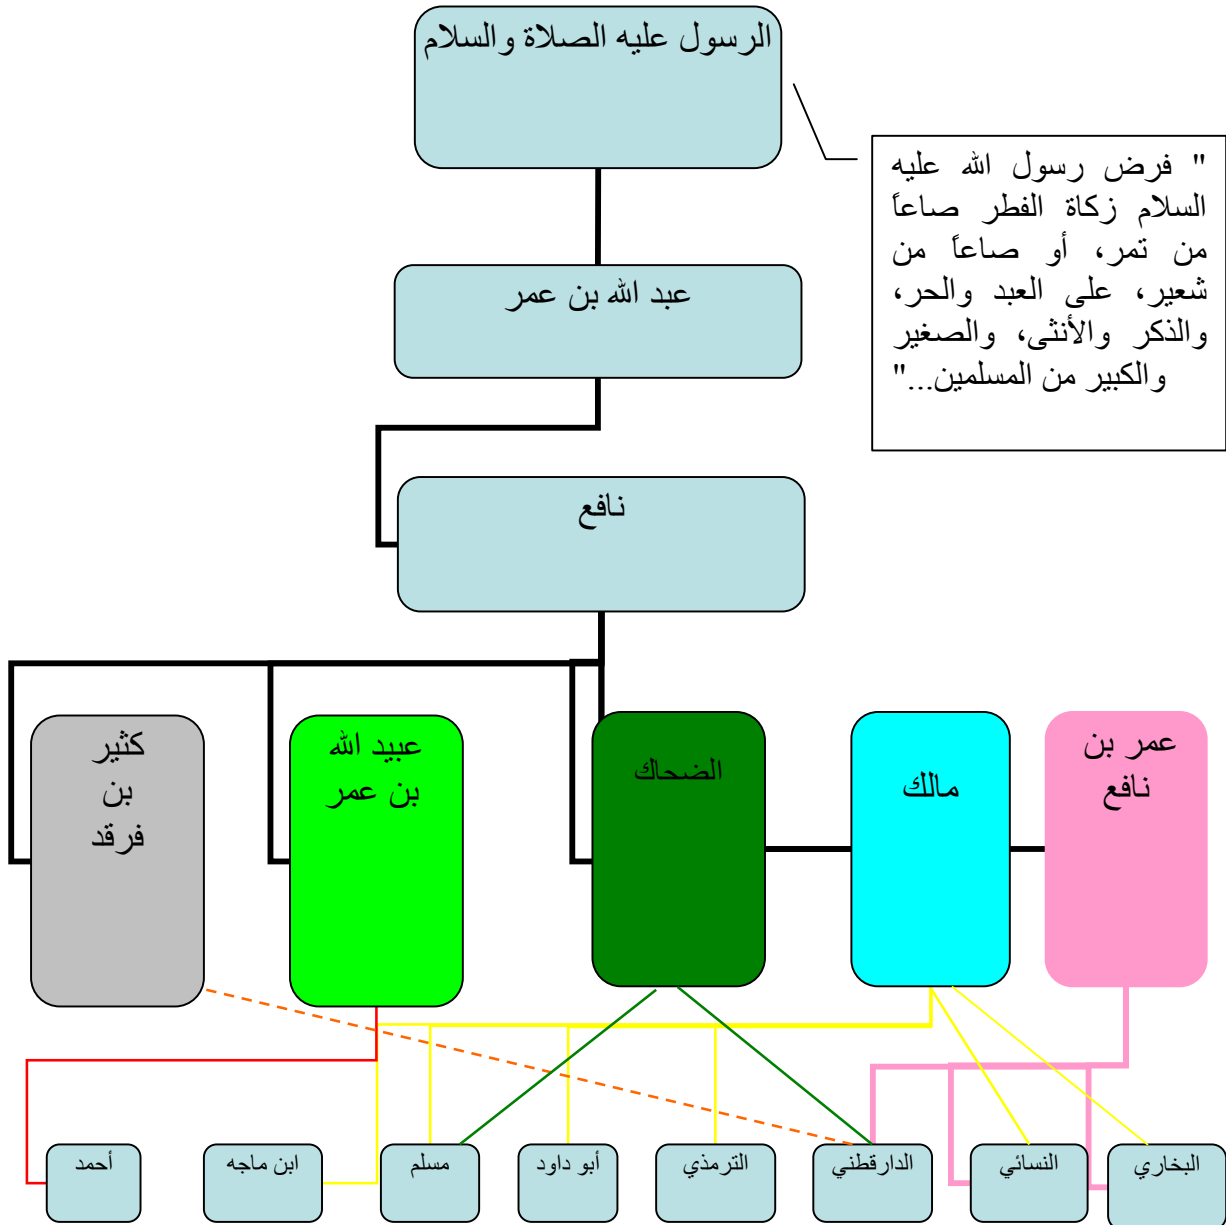 الرسول عليه الصلاة والسلام
" فرض رسول الله عليه
السلام زكاة الفطر صاعاً
من تمر، أو صاعاً من
شعير، على العبد والحر،
والذكر والأنثى، والصغير
والكبير من المسلمين..."
عبد الله بن عمر
نافع
عمر بن
نافع
مالك
الضحاك
عبيد الله
بن عمر
كثير
بن
فرقد
البخاري
النسائي
الدارقطني
الترمذي
أبو داود
مسلم
ابن ماجه
أحمد